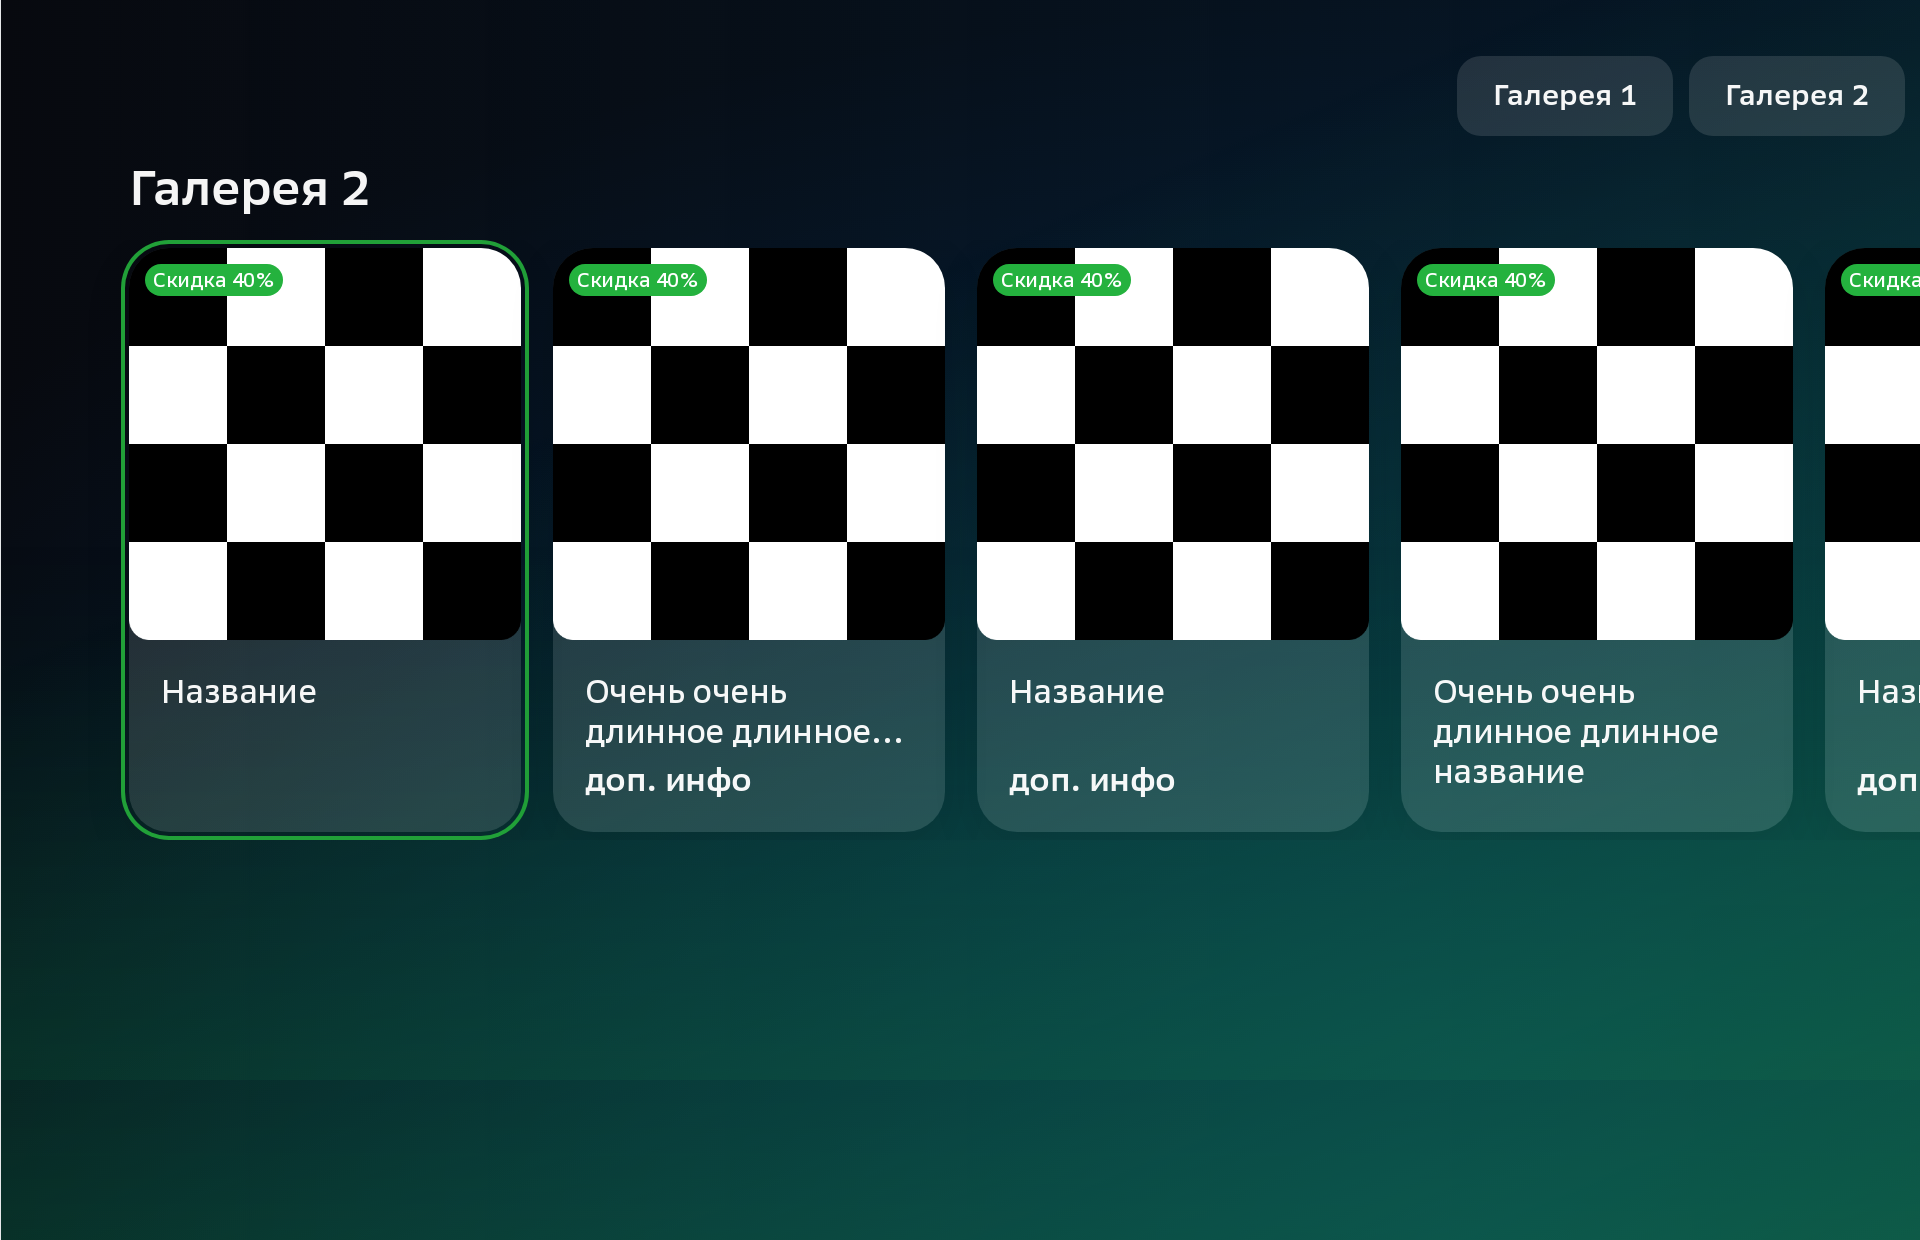 Галерея 1
Галерея 2
Галерея 2
Скидка 40%
Скидка 40%
Скидка 40%
Скидка 40%
Скидка
Название
Очень очень
длинное длинное...
доп. инфо
Название
доп. инфо
Очень очень
длинное длинное
название
доп